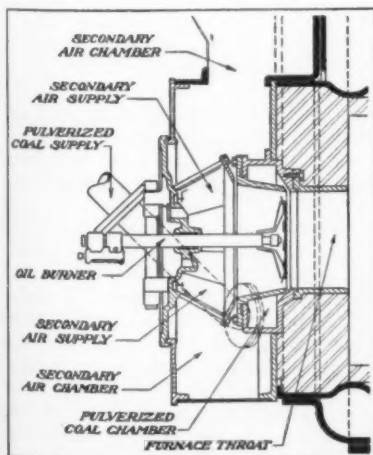 SECONDARY
AIR CHAMBER
SECONDARY
AIR SUPPLY
PULVERIZED
COAL SUPPLY
OIL BURNER
SECONDARY
AIR SUPPLY
SECONDARY
AIR CHAMBER
PULVERIZED
COAL CHAMBER
FURNACE THROAT